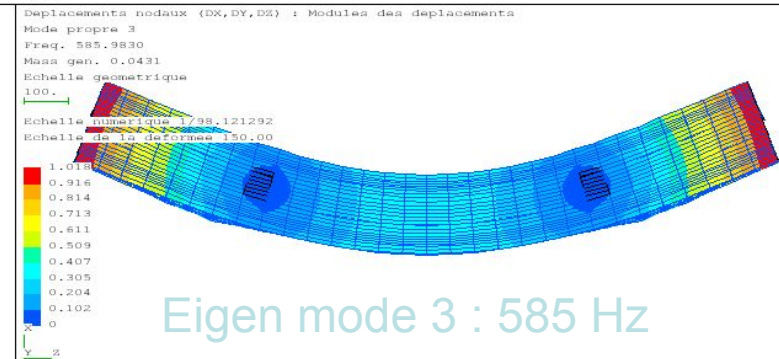 Deplacements nodaux (DX,DY,DZ) : Modules des deplacements
Mode propre 3
Freq. 585.9830
Mass gen. 0.0431
Echelle geometrique
100.
Echelle numerique 1/98.121292
Echelle de la deformee 150.00
1.018
0.916
0.814
0.713
0.611
0.509
0.407
0.305
0.204
0.102
0
Eigen mode 3 : 585 Hz
X
Y Z